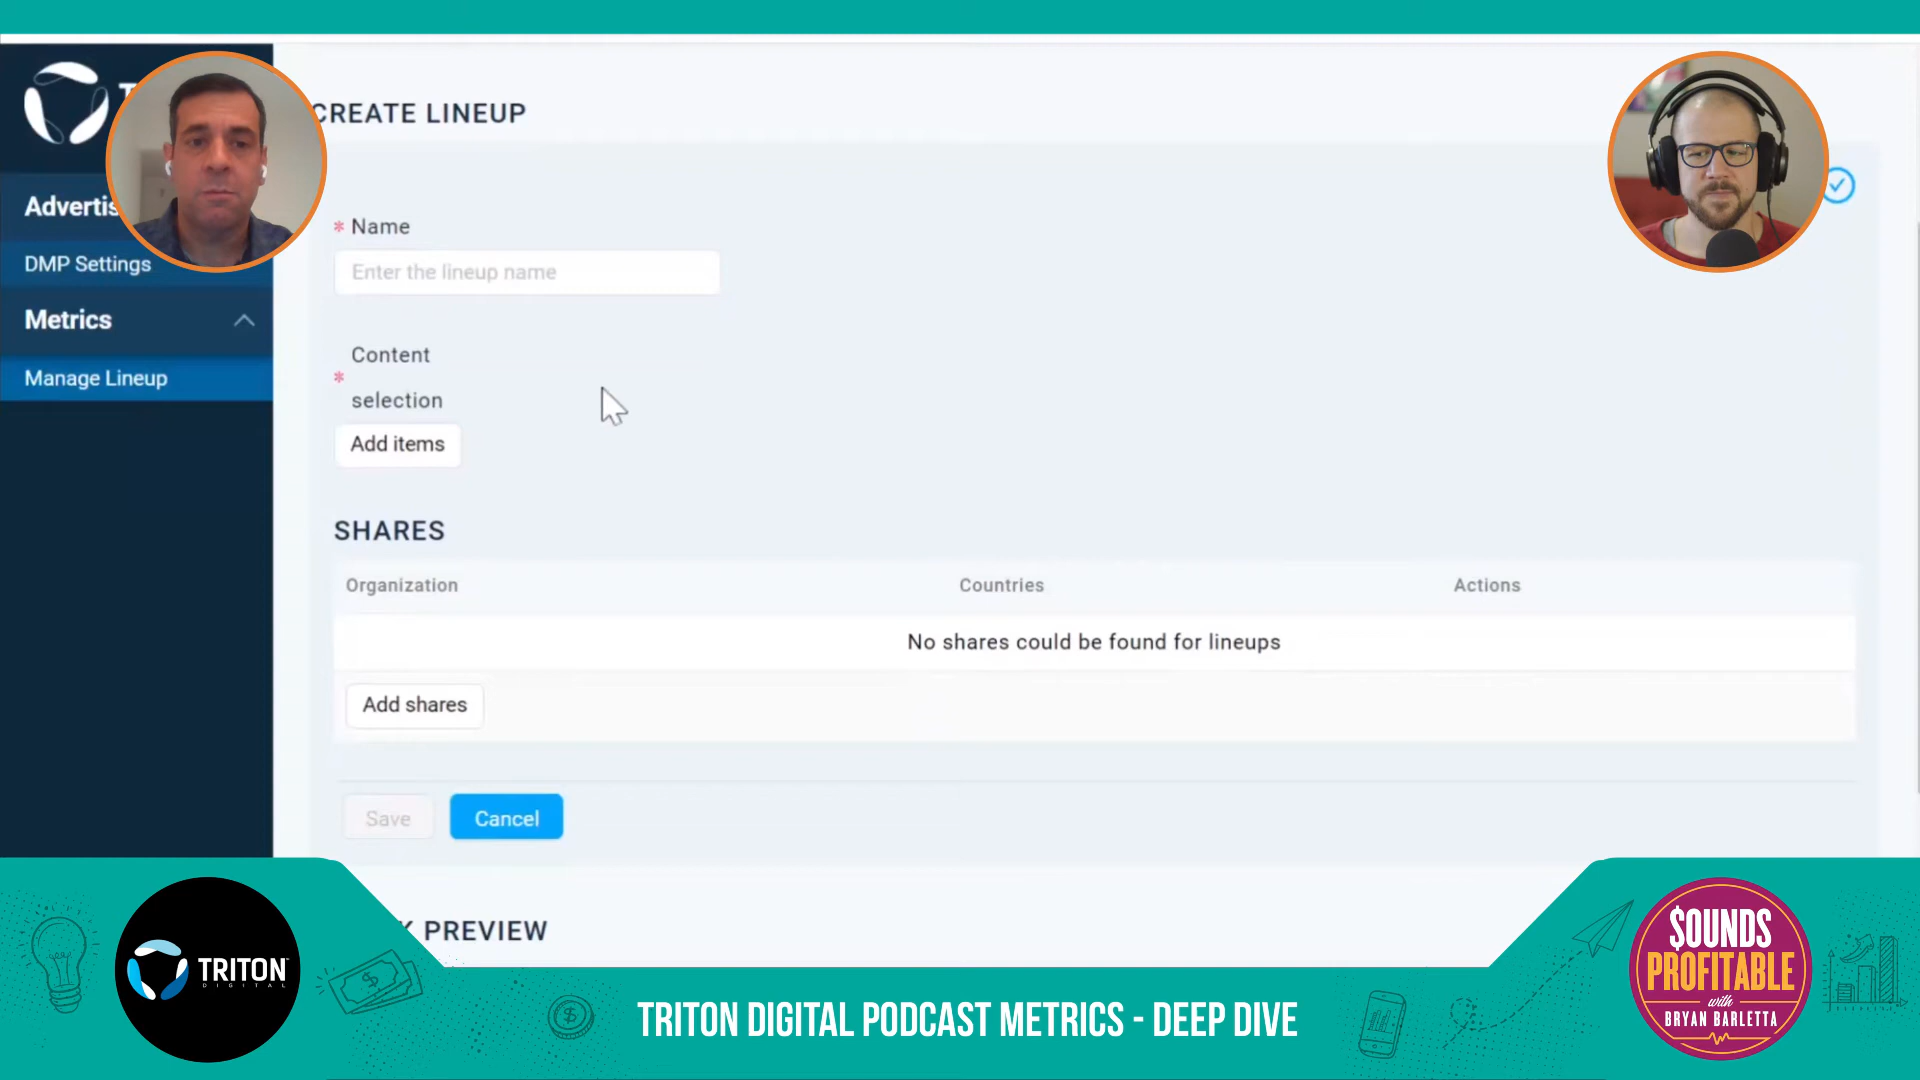 CREATE LINEUP
Advertis
DMP Settings
Metrics
Manage Lineup
* Name
Enter the lineup name
Content
*
selection
Add items
SHARES
Organization Countries Actions
No shares could be found for lineups
Add shares
Save Cancel
K PREVIEW
TRITON
DIGITAL
TRITON DIGITAL PODCAST METRICS - DEEP DIVE
$OUNDS
PROFITABLE
with
BRYAN BARLETTA